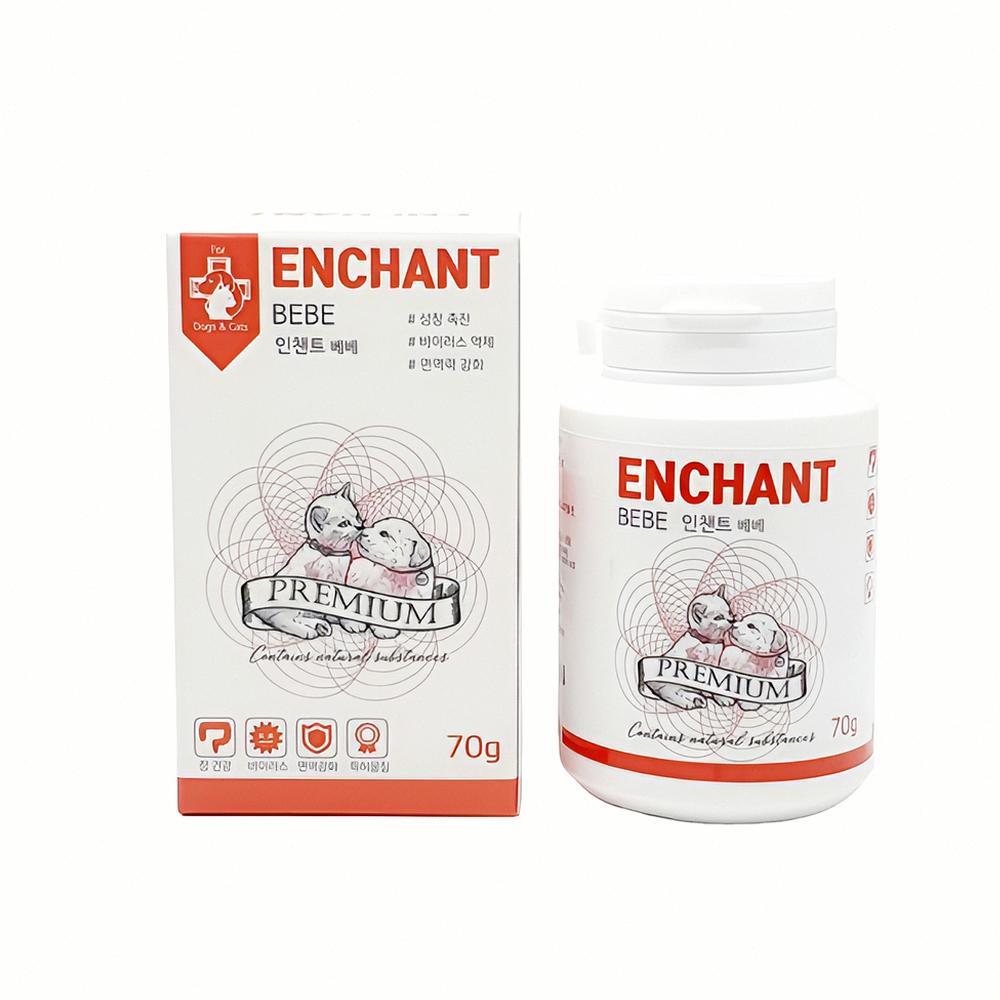 For
Dogs & Cats
ENCHANT
BEBE
인챈트 베베
# 성장 촉진
# 바이러스 억제
# 면역력 강화
PREMIUM
Contains natural substances
장 건강
바이러스
면역강화
특허물질
70g
ENCHANT
BEBE 인챈트 베베
PREMIUM
Contains natural substances
70g